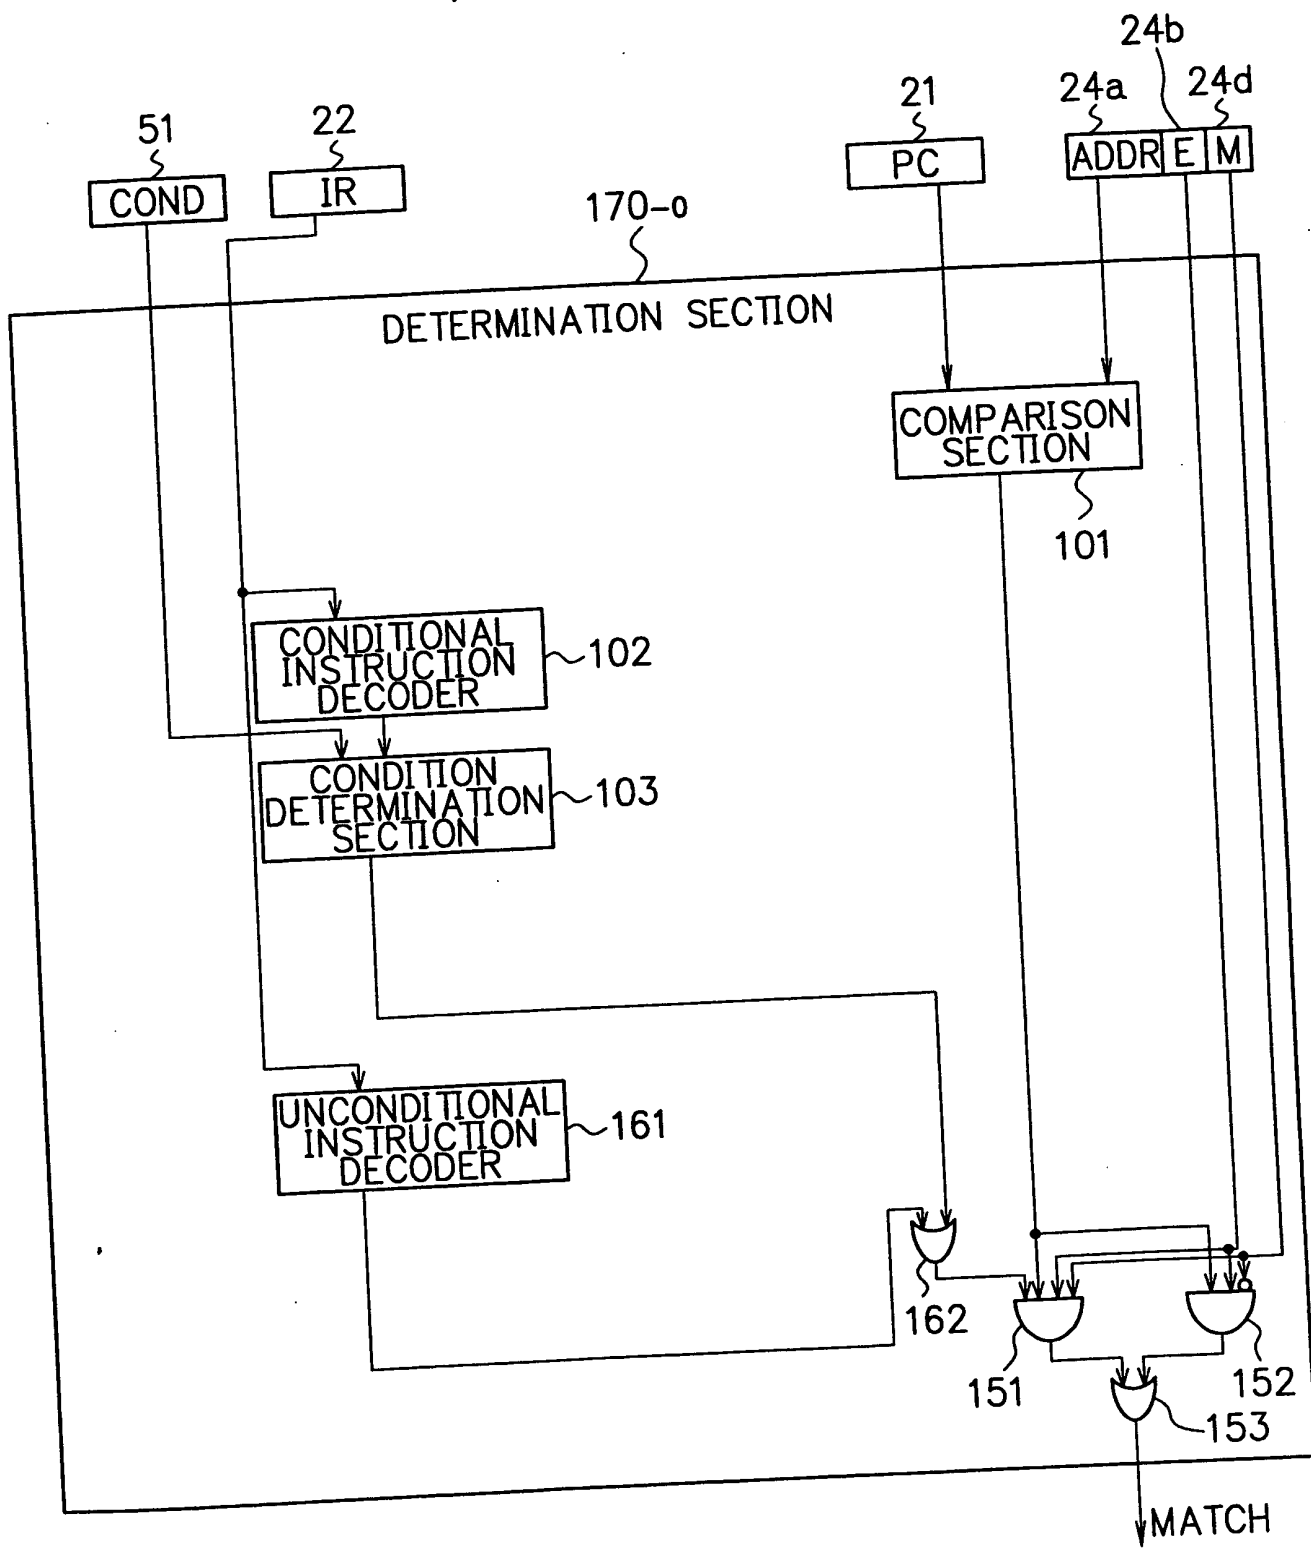 24b
51
22
21
24a
24d
COND
IR
PC
ADDR E M
170-0
DETERMINATION SECTION
COMPARISON
SECTION
101
CONDITIONAL
INSTRUCTION
DECODER
102
CONDITION
DETERMINATION
SECTION
103
UNCONDITIONAL
INSTRUCTION
DECODER
161
162
151
152
153
MATCH